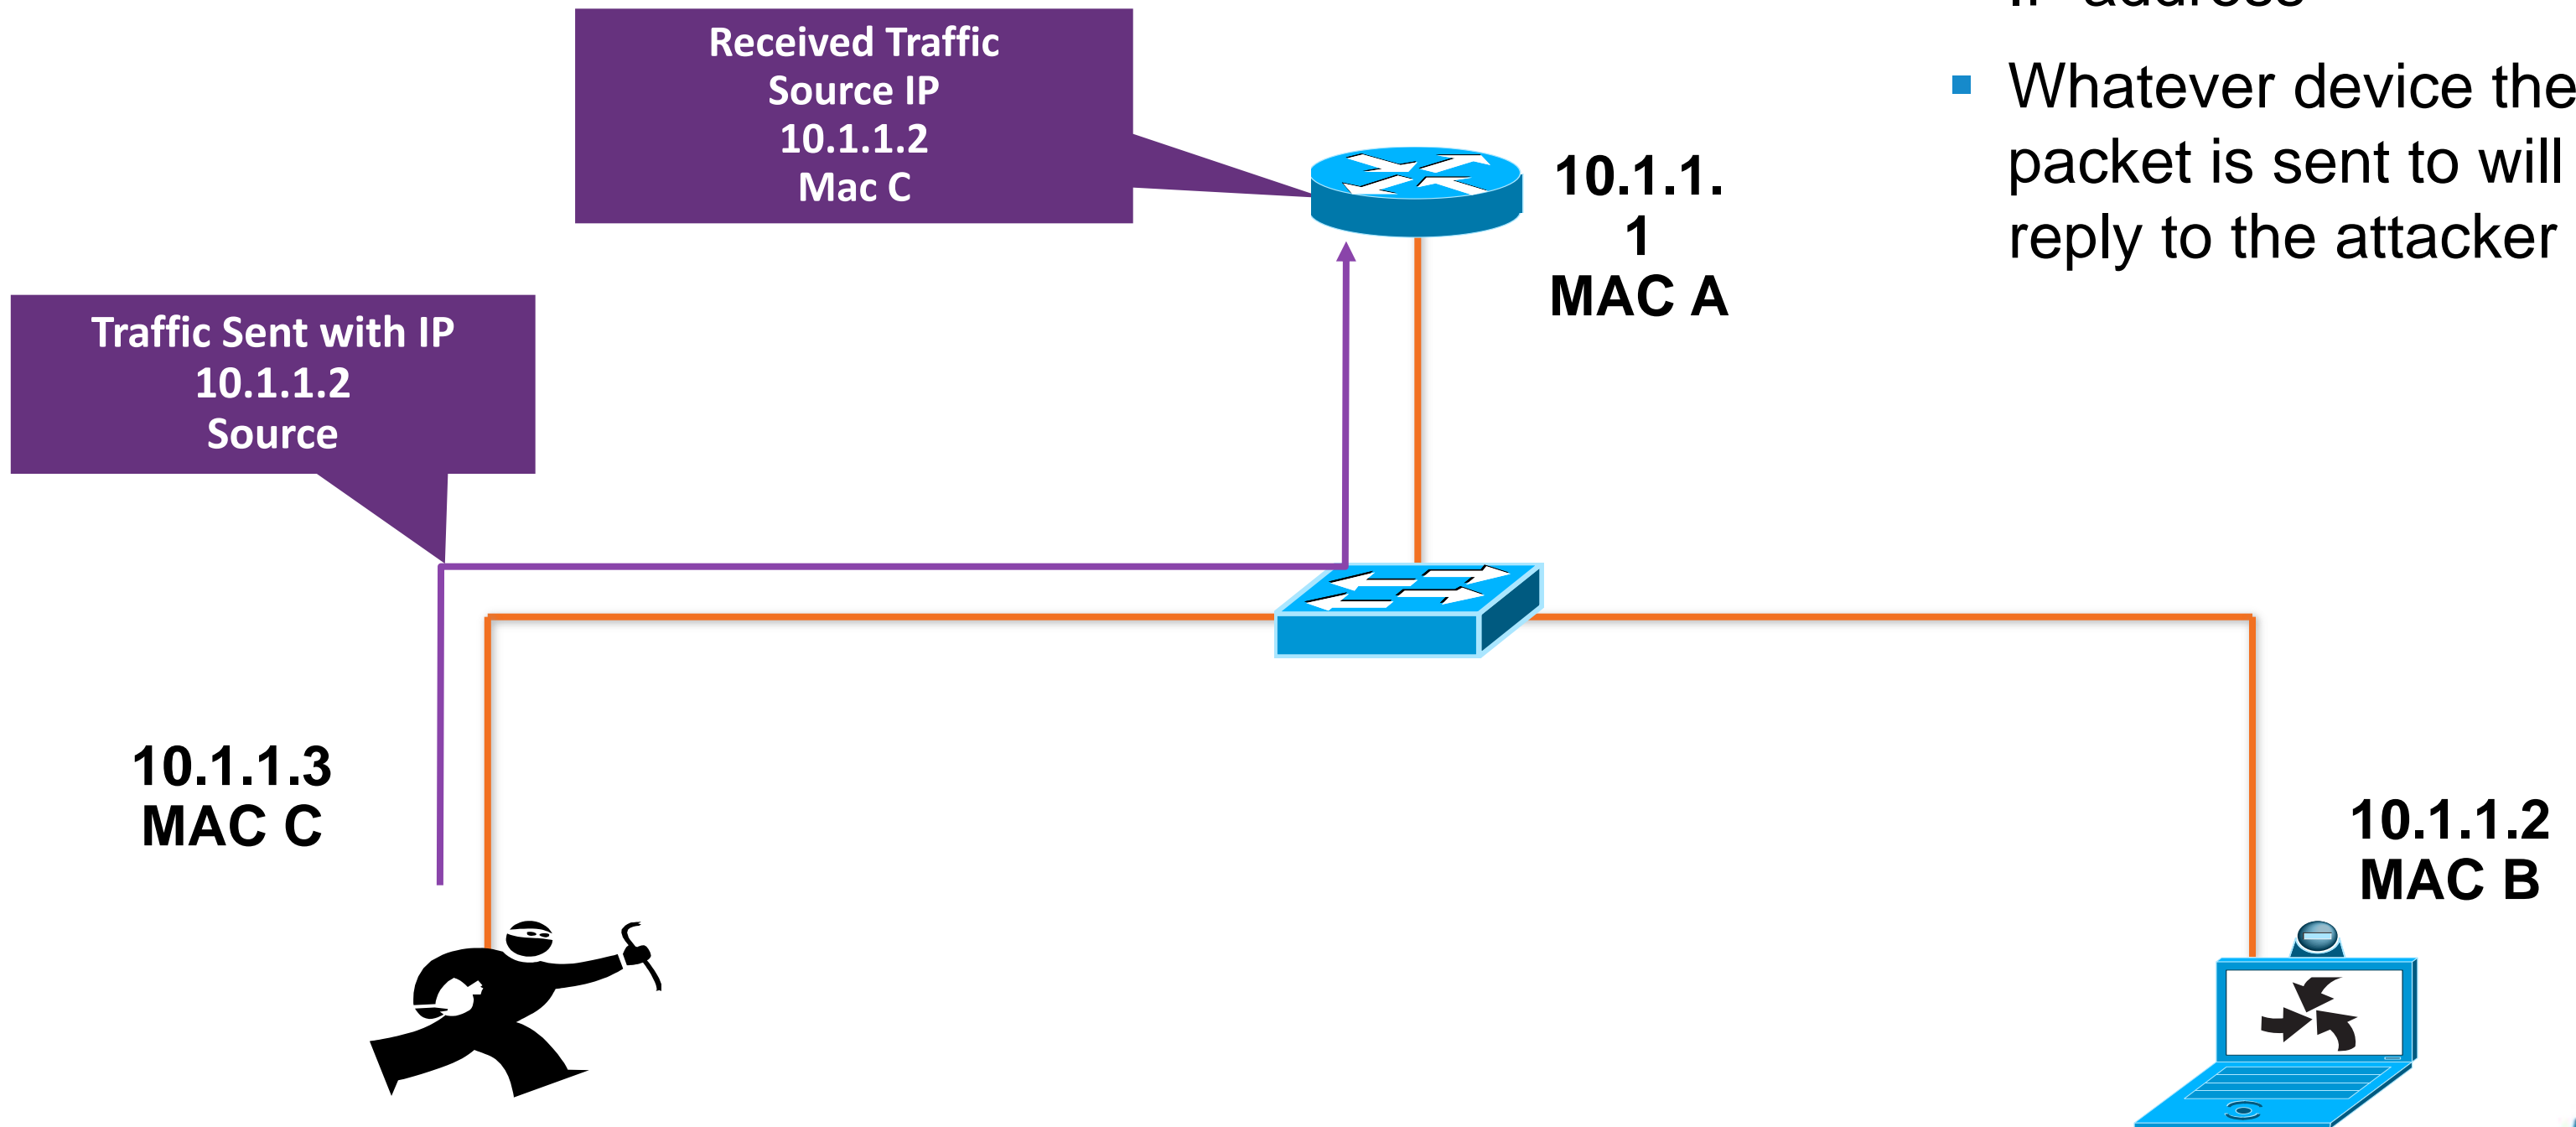 Received Traffic
Source IP
10.1.1.2
Mac C
Traffic Sent with IP
10.1.1.2
Source
10.1.1.
1
MAC A
IP address
Whatever device the
packet is sent to will
reply to the attacker
10.1.1.3
MAC C
10.1.1.2
MAC B